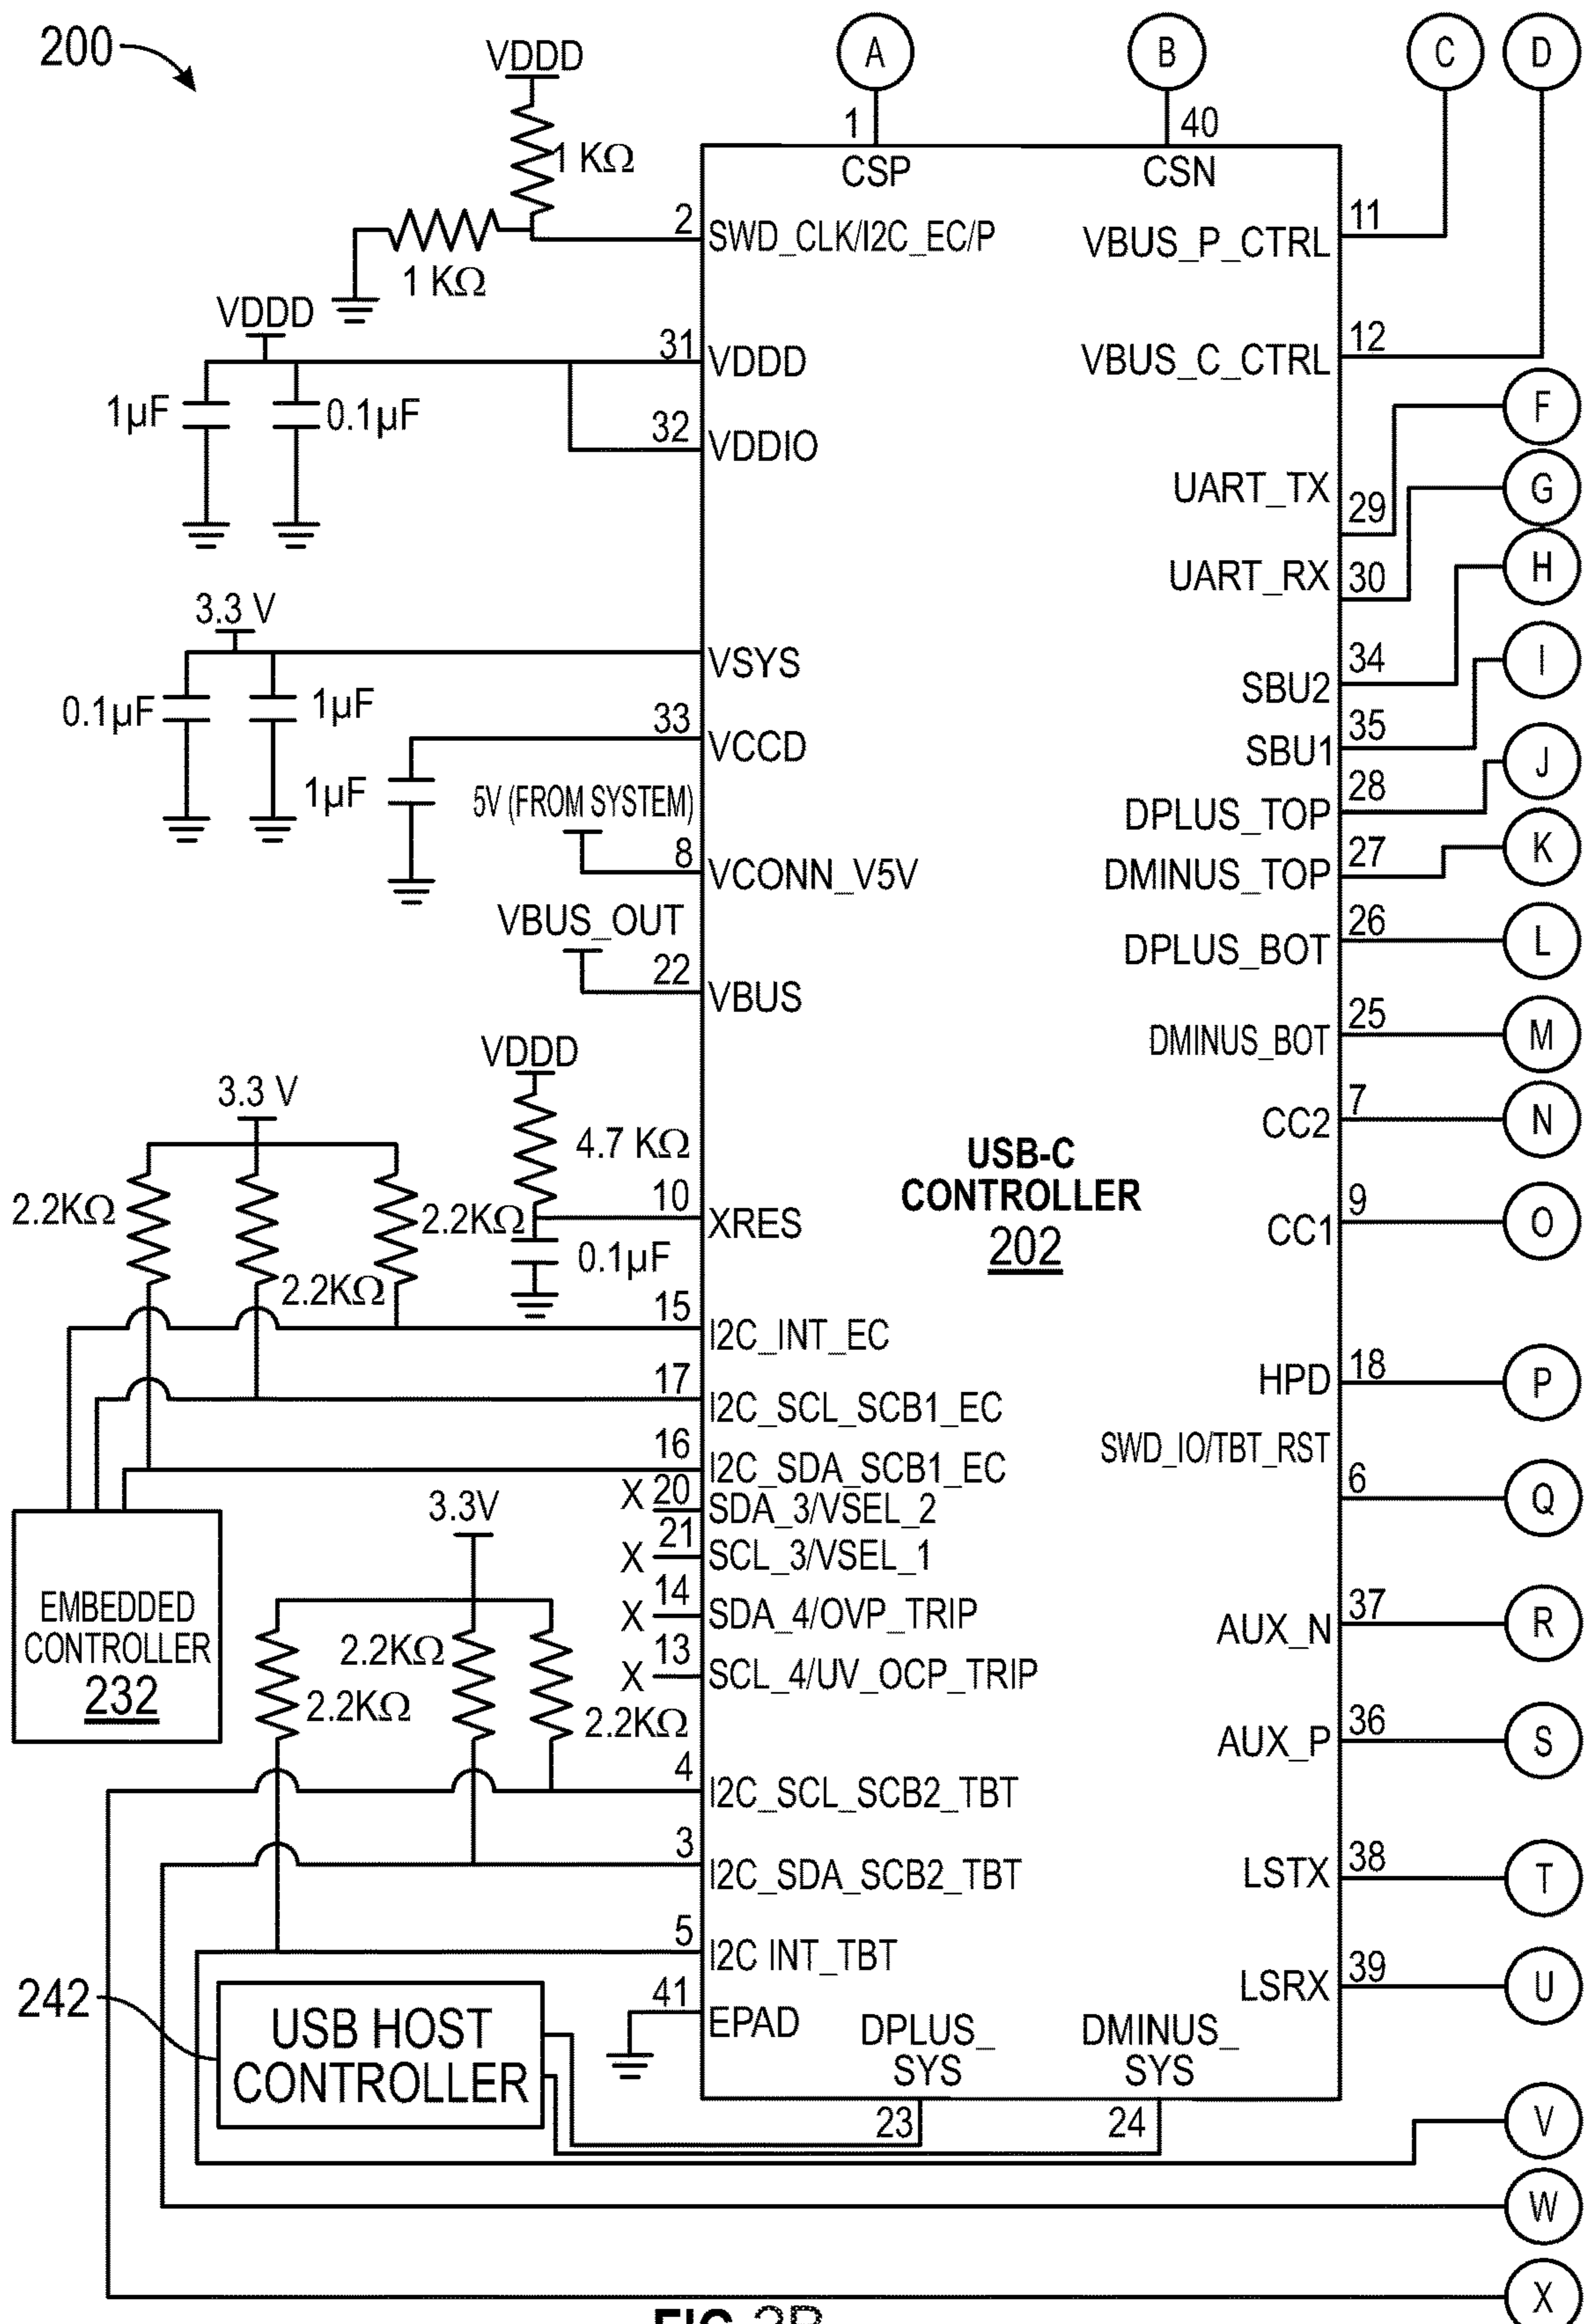 200
VDDD
A
B
C
D
1 KΩ
1
40
CSP
CSN
2
SWD_CLK/I2C_EC/P
1 KΩ
11
VBUS_P_CTRL
VDDD
31
VDDD
12
VBUS_C_CTRL
1µF
0.1µF
F
32
VDDIO
UART_TX
29
G
UART_RX
30
H
3.3 V
VSYS
34
I
SBU2
0.1µF
1µF
33
VCCD
35
SBU1
J
1µF
5V (FROM SYSTEM)
28
DPLUS_TOP
8
VCONN_V5V
27
DMINUS_TOP
K
VBUS_OUT
26
DPLUS_BOT
L
22
VBUS
25
DMINUS_BOT
M
VDDD
3.3 V
7
CC2
N
4.7 KΩ
USB-C
CONTROLLER
202
2.2KΩ
2.2KΩ
10
XRES
9
CC1
O
0.1µF
2.2KΩ
15
I2C_INT_EC
17
I2C_SCL_SCB1_EC
HPD
18
P
16
I2C_SDA_SCB1_EC
SWD_IO/TBT_RST
6
Q
X
20
SDA_3/VSEL_2
3.3V
X
21
SCL_3/VSEL_1
X
14
SDA_4/OVP_TRIP
X
13
SCL_4/UV_OCP_TRIP
EMBEDDED
CONTROLLER
232
2.2KΩ
2.2KΩ
2.2KΩ
AUX_N
37
R
AUX_P
36
S
4
I2C_SCL_SCB2_TBT
3
I2C_SDA_SCB2_TBT
LSTX
38
T
5
I2C INT_TBT
LSRX
39
U
242
USB HOST
CONTROLLER
41
EPAD
DPLUS_
SYS
DMINUS_
SYS
23
24
V
W
X
FIG. 2B